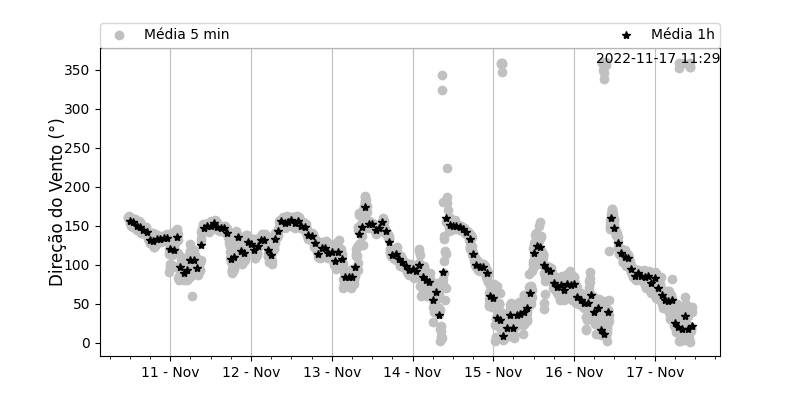 Média 5 min
Média 1h
2022-11-17 11:29
Direção do Vento (°)
350
300
250
200
150
100
50
0
11 - Nov
12 - Nov
13 - Nov
14 - Nov
15 - Nov
16 - Nov
17 - Nov